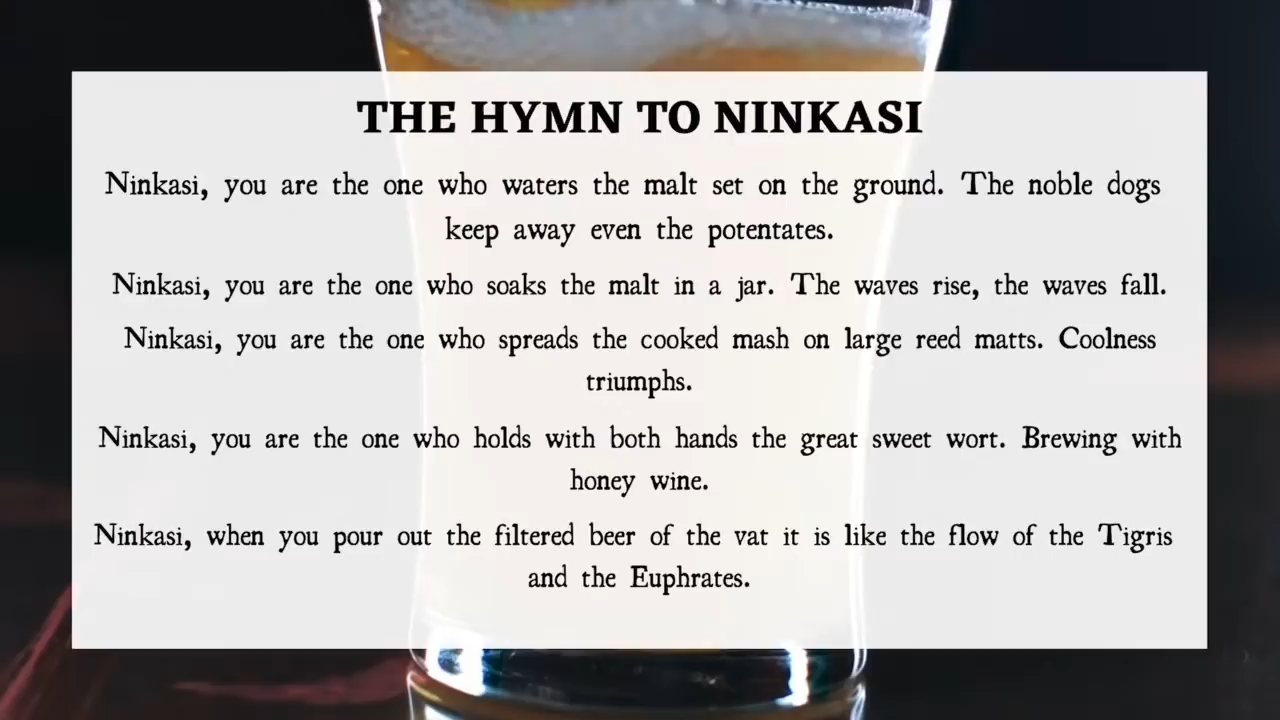 THE HYMN TO NINKASI
Ninkasi, you are the one who waters the malt set on the ground. The noble dogs
keep away even the potentates.
Ninkasi, you are the one who soaks the malt in a jar. The waves rise, the waves fall.
Ninkasi, you are the one who spreads the cooked mash on large reed matts. Coolness
triumphs.
Ninkasi, you are the one who holds with both hands the great sweet wort. Brewing with
honey wine.
Ninkasi, when you pour out the filtered beer of the vat it is like the flow of the Tigris
and the Euphrates.